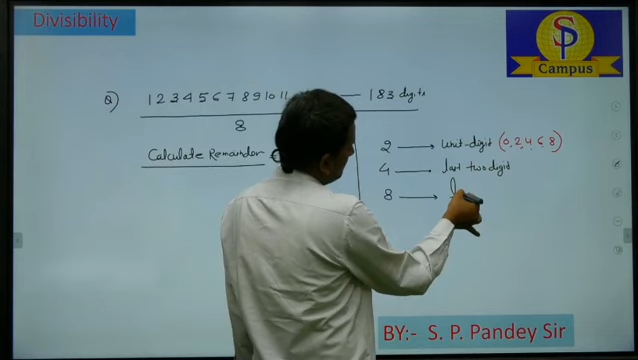 Divisibility
SP
Campus
Q) 1 2 3 4 5 6 7 8 9 10 11 — 183 digits
8
Calculate Remander
2 → unit-digit (0, 2, 4, 6, 8)
4 → last two digit
8 → l
BY:- S. P. Pandey Sir